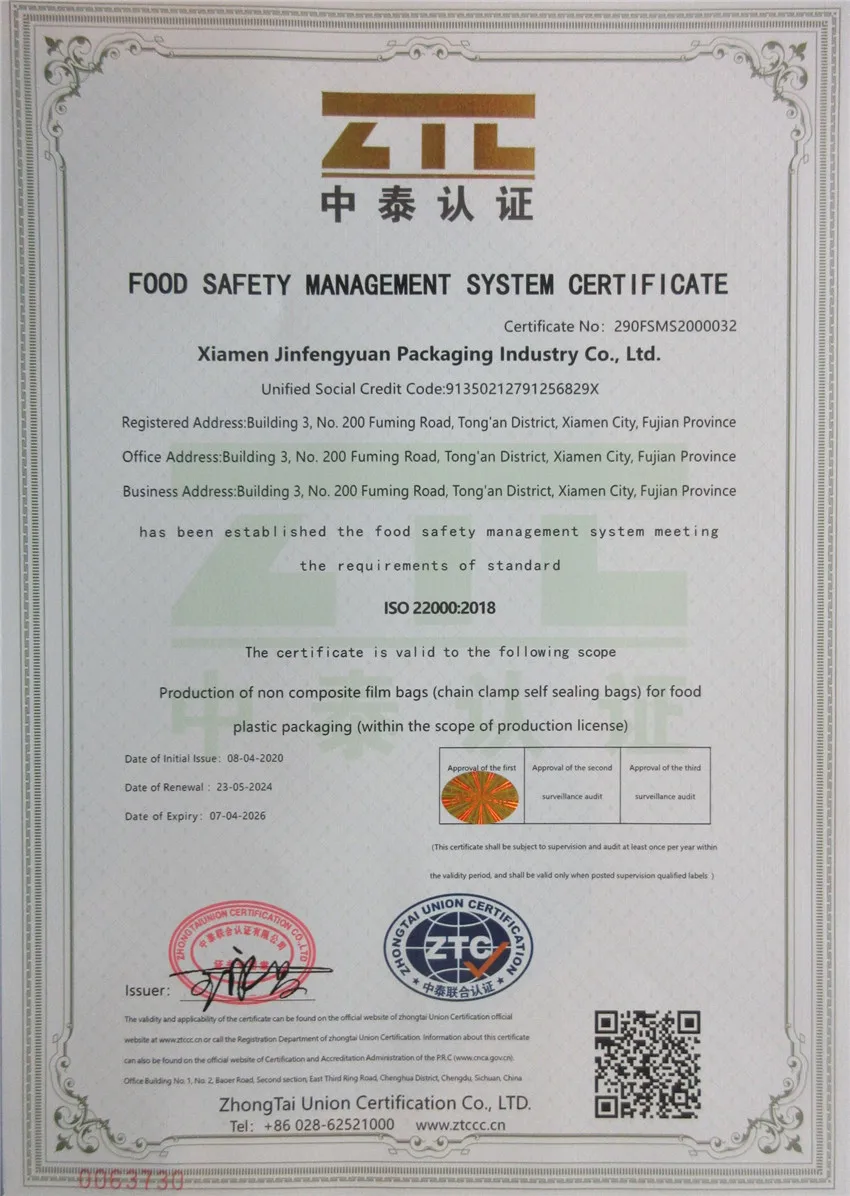 ZTC
中泰认证
FOOD SAFETY MANAGEMENT SYSTEM CERTIFICATE
Certificate No: 290FSMS2000032
Xiamen Jinfengyuan Packaging Industry Co., Ltd.
Unified Social Credit Code:91350212791256829X
Registered Address:Building 3, No. 200 Fuming Road, Tong'an District, Xiamen City, Fujian Province
Office Address:Building 3, No. 200 Fuming Road, Tong'an District, Xiamen City, Fujian Province
Business Address:Building 3, No. 200 Fuming Road, Tong'an District, Xiamen City, Fujian Province
has been established the food safety management system meeting
the requirements of standard
ISO 22000:2018
The certificate is valid to the following scope
Production of non composite film bags (chain clamp self sealing bags) for food
plastic packaging (within the scope of production license)
Date of Initial Issue: 08-04-2020
Date of Renewal : 23-05-2024
Date of Expiry: 07-04-2026
Approval of the first
Approval of the second
surveillance audit
Approval of the third
surveillance audit
(This certificate shall be subject to supervision and audit at least once per year within
the validity period, and shall be valid only when posted supervision qualified labels )
ZHONGTAIUNION CERTIFICATION CO.,LTD
中泰联合认证有限公司
ZHONGTAI UNION CERTIFICATION
ZTC
中泰联合认证
Issuer:
The validity and applicability of the certificate can be found on the official website of zhongtai Union Certification official
website at www.ztccc.cn or call the Registration Department of zhongtai Union Certification. Information about this certificate
can also be found on the official website of Certification and Accreditation Administration of the P.R.C (www.cnca.gov.cn).
Office Building No. 1, No. 2, Baoer Road, Second section, East Third Ring Road, Chenghua District, Chengdu, Sichuan, China
ZhongTai Union Certification Co., LTD.
Tel: +86 028-62521000 www.ztccc.cn
0063730